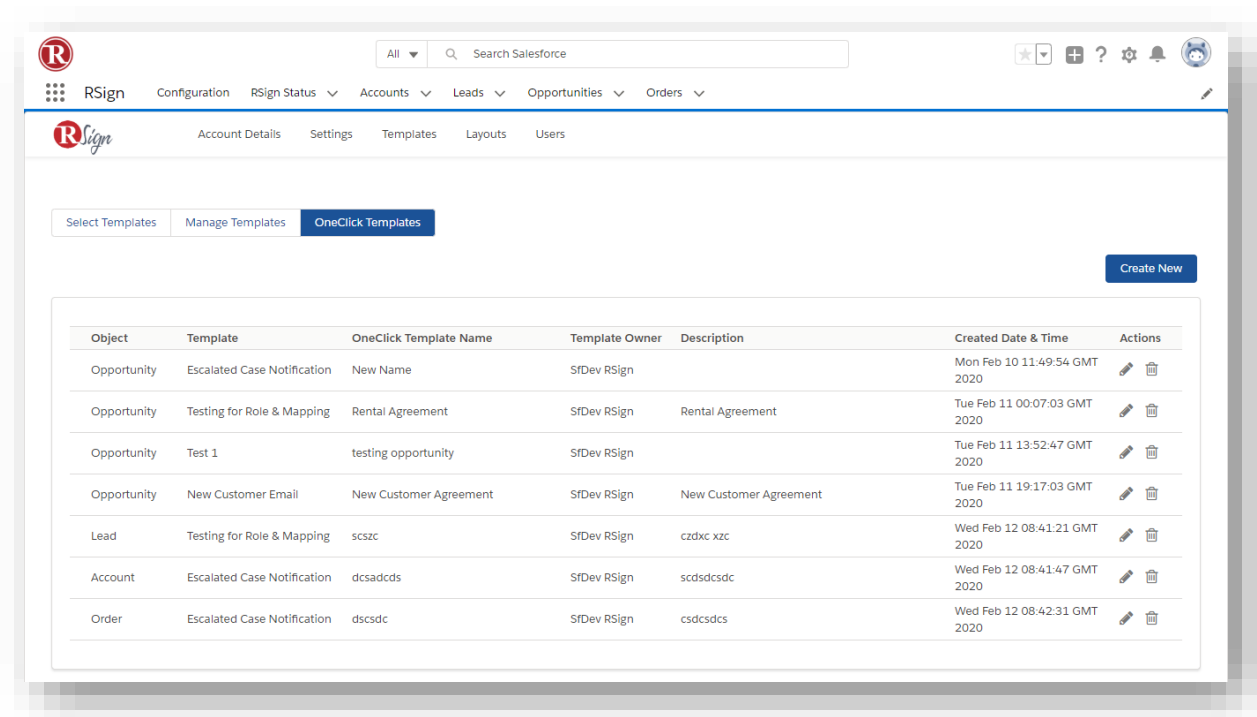 R
All
Search Salesforce
RSign Configuration RSign Status Accounts Leads Opportunities Orders
RSign Account Details Settings Templates Layouts Users
Select Templates Manage Templates OneClick Templates
Create New
Object Template OneClick Template Name Template Owner Description Created Date & Time Actions
Opportunity Escalated Case Notification New Name SfDev RSign Mon Feb 10 11:49:54 GMT
2020
Opportunity Testing for Role & Mapping Rental Agreement SfDev RSign Rental Agreement Tue Feb 11 00:07:03 GMT
2020
Opportunity Test 1 testing opportunity SfDev RSign Tue Feb 11 13:52:47 GMT
2020
Opportunity New Customer Email New Customer Agreement SfDev RSign New Customer Agreement Tue Feb 11 19:17:03 GMT
2020
Lead Testing for Role & Mapping scszc SfDev RSign czdxc xzc Wed Feb 12 08:41:21 GMT
2020
Account Escalated Case Notification dcsadcds SfDev RSign scdsdcsdc Wed Feb 12 08:41:47 GMT
2020
Order Escalated Case Notification dscsdc SfDev RSign csdcsdcs Wed Feb 12 08:42:31 GMT
2020